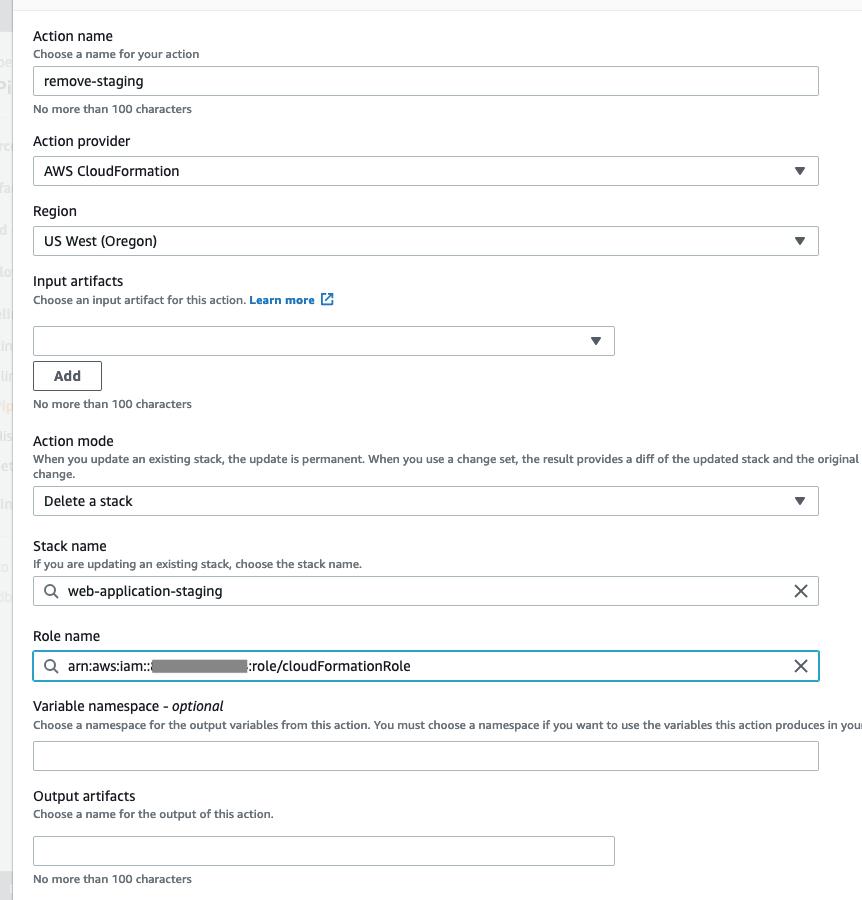 Action name
Choose a name for your action
remove-staging
No more than 100 characters
Action provider
AWS CloudFormation
Region
US West (Oregon)
Input artifacts
Choose an input artifact for this action. Learn more
Add
No more than 100 characters
Action mode
When you update an existing stack, the update is permanent. When you use a change set, the result provides a diff of the updated stack and the original
change.
Delete a stack
Stack name
If you are updating an existing stack, choose the stack name.
web-application-staging
Role name
arn:aws:iam:: :role/cloudFormationRole
Variable namespace - optional
Choose a namespace for the output variables from this action. You must choose a namespace if you want to use the variables this action produces in your
Output artifacts
Choose a name for the output of this action.
No more than 100 characters